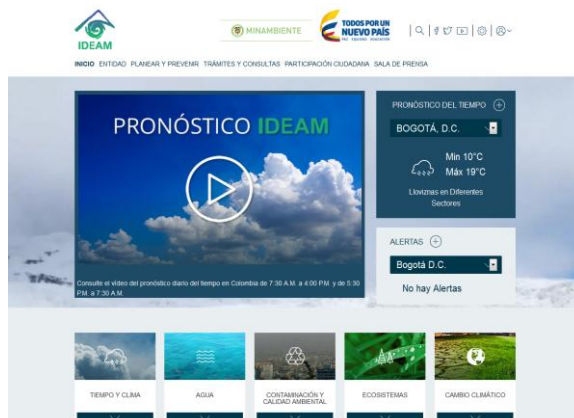 IDEAM
MINAMBIENTE
TODOS POR UN
NUEVO PAÍS
PAZ EQUIDAD EDUCACIÓN
INICIO ENTIDAD PLANEAR Y PREVENIR TRÁMITES Y CONSULTAS PARTICIPACIÓN CIUDADANA SALA DE PRENSA
PRONÓSTICO IDEAM
Consulte el video del pronóstico diario del tiempo en Colombia de 7:30 A.M. a 4:00 P.M. y de 5:30
P.M. a 7:30 A.M.
PRONÓSTICO DEL TIEMPO
BOGOTÁ, D.C.
Min 10°C
Máx 19°C
Lloviznas en Diferentes
Sectores
ALERTAS
Bogotá D.C.
No hay Alertas
TIEMPO Y CLIMA
AGUA
CONTAMINACIÓN Y
CALIDAD AMBIENTAL
ECOSISTEMAS
CAMBIO CLIMÁTICO